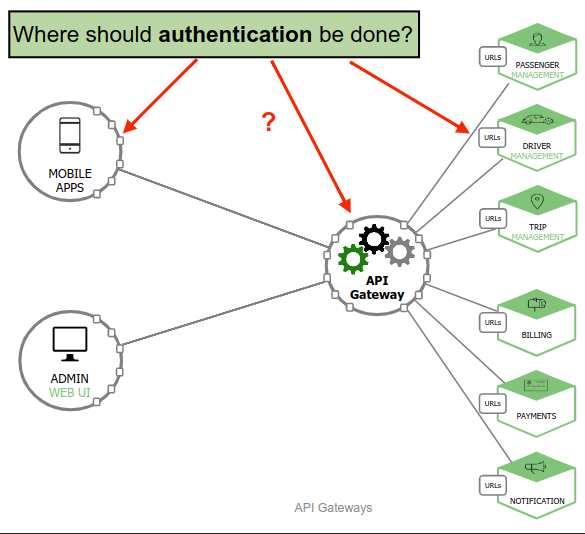 Where should authentication be done?
?
MOBILE
APPS
ADMIN
WEB UI
API
Gateway
URLs
PASSENGER
MANAGEMENT
URLs
DRIVER
MANAGEMENT
URLs
TRIP
MANAGEMENT
URLs
BILLING
URLs
PAYMENTS
URLs
NOTIFICATION
API Gateways